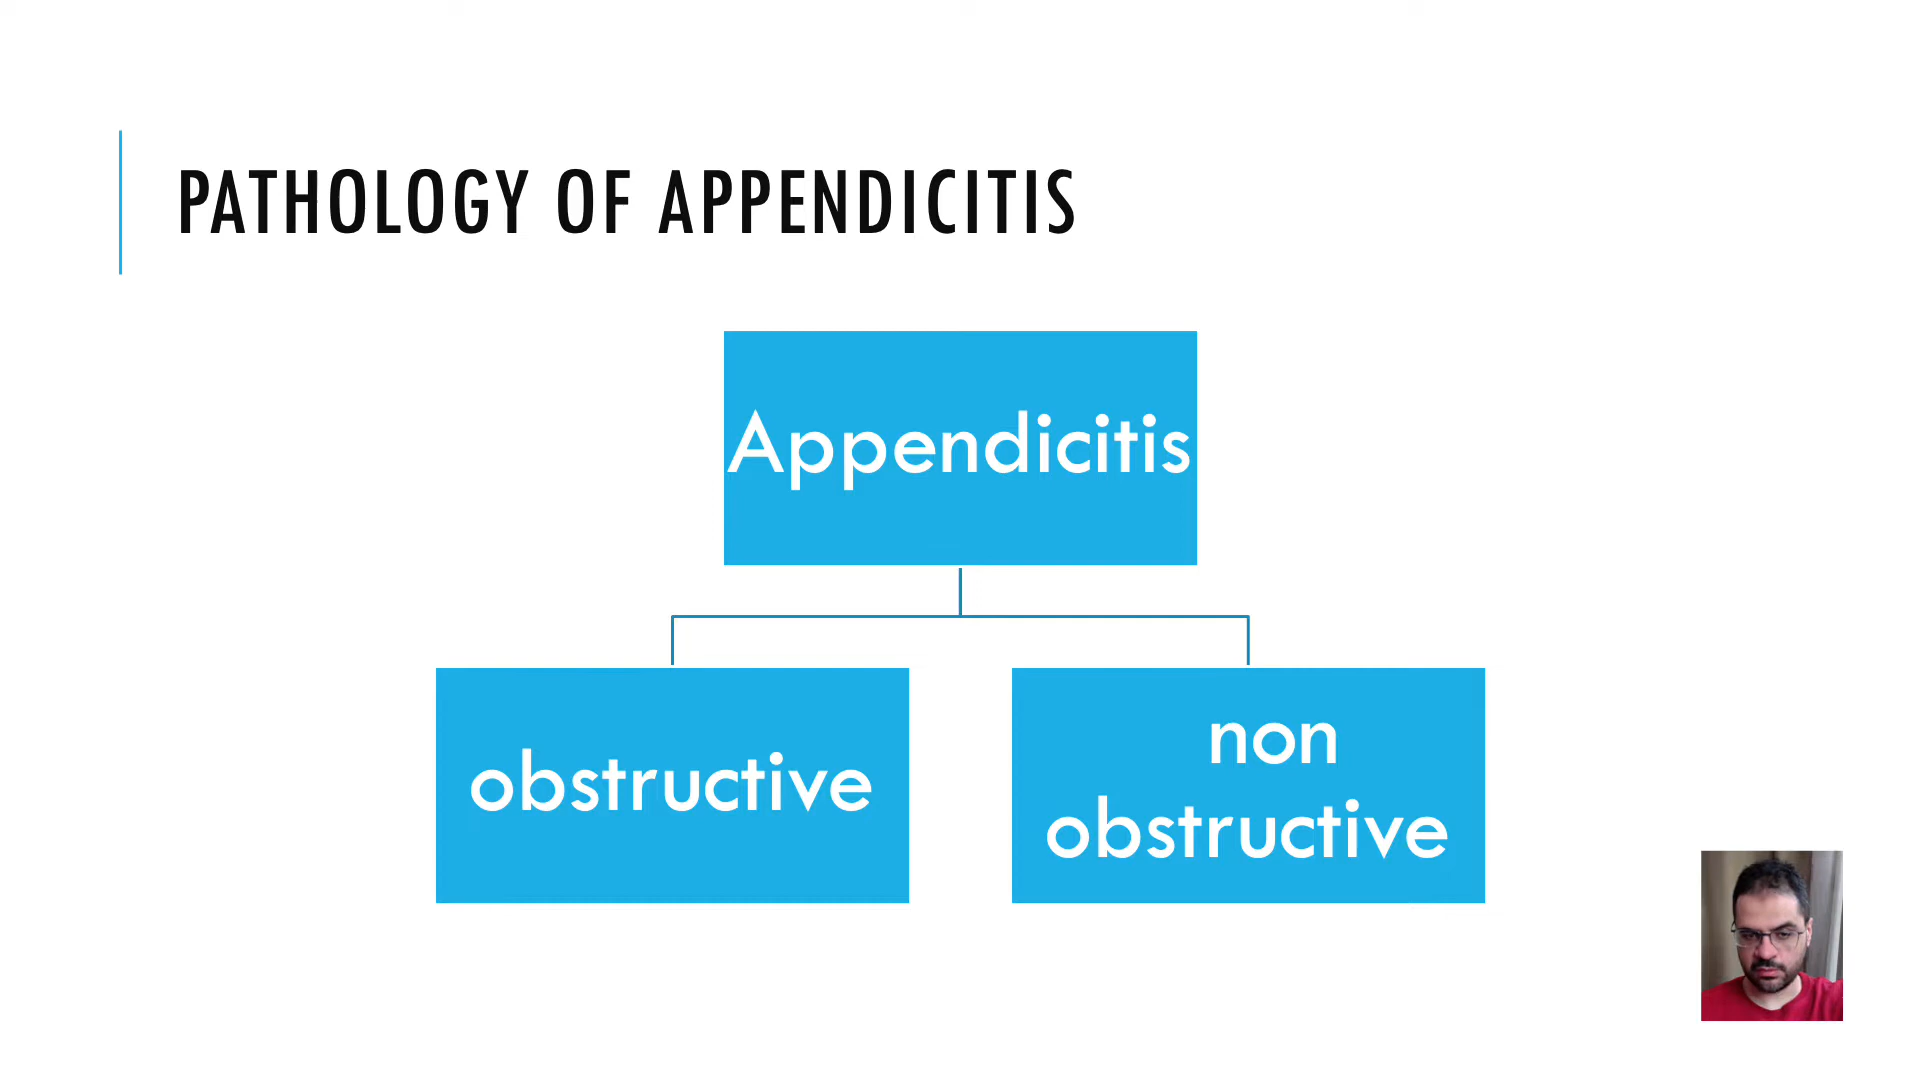 PATHOLOGY OF APPENDICITIS
Appendicitis
obstructive
non
obstructive